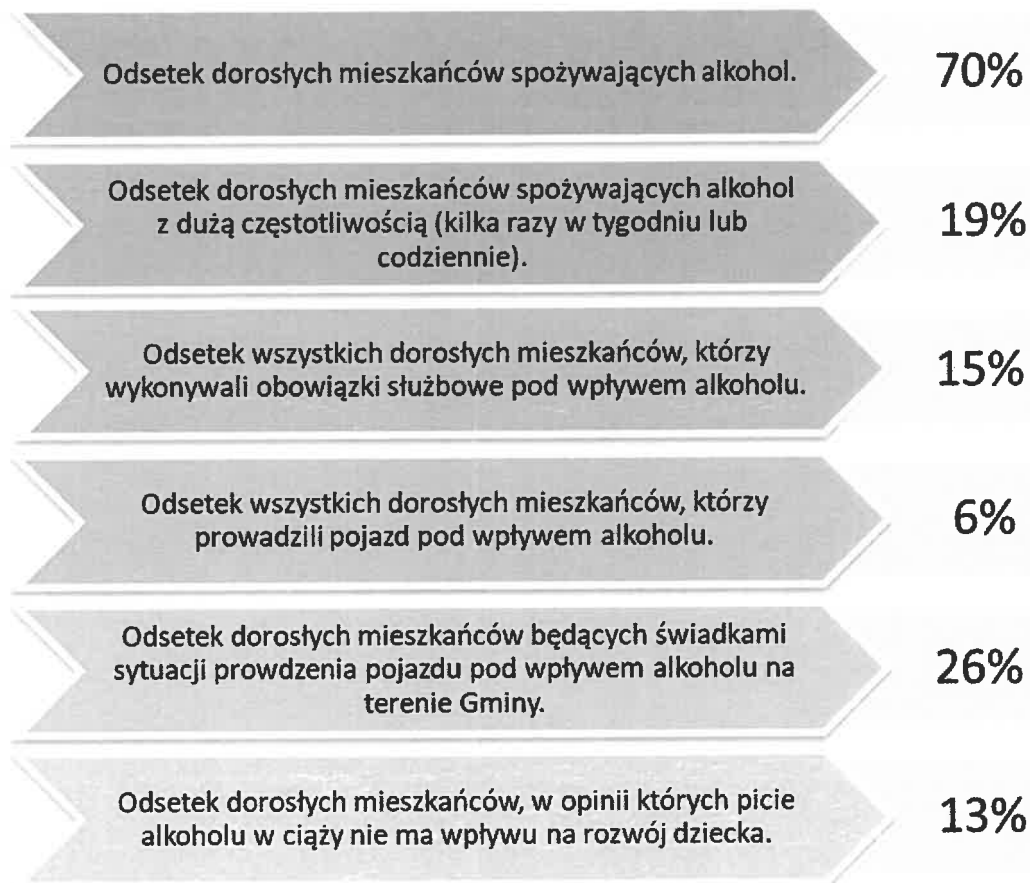 Odsetek dorosłych mieszkańców spożywających alkohol.
70%
Odsetek dorosłych mieszkańców spożywających alkohol
z dużą częstotliwością (kilka razy w tygodniu lub
codziennie).
19%
Odsetek wszystkich dorosłych mieszkańców, którzy
wykonywali obowiązki służbowe pod wpływem alkoholu.
15%
Odsetek wszystkich dorosłych mieszkańców, którzy
prowadzili pojazd pod wpływem alkoholu.
6%
Odsetek dorosłych mieszkańców będących świadkami
sytuacji prowdzenia pojazdu pod wpływem alkoholu na
terenie Gminy.
26%
Odsetek dorosłych mieszkańców, w opinii których picie
alkoholu w ciąży nie ma wpływu na rozwój dziecka.
13%